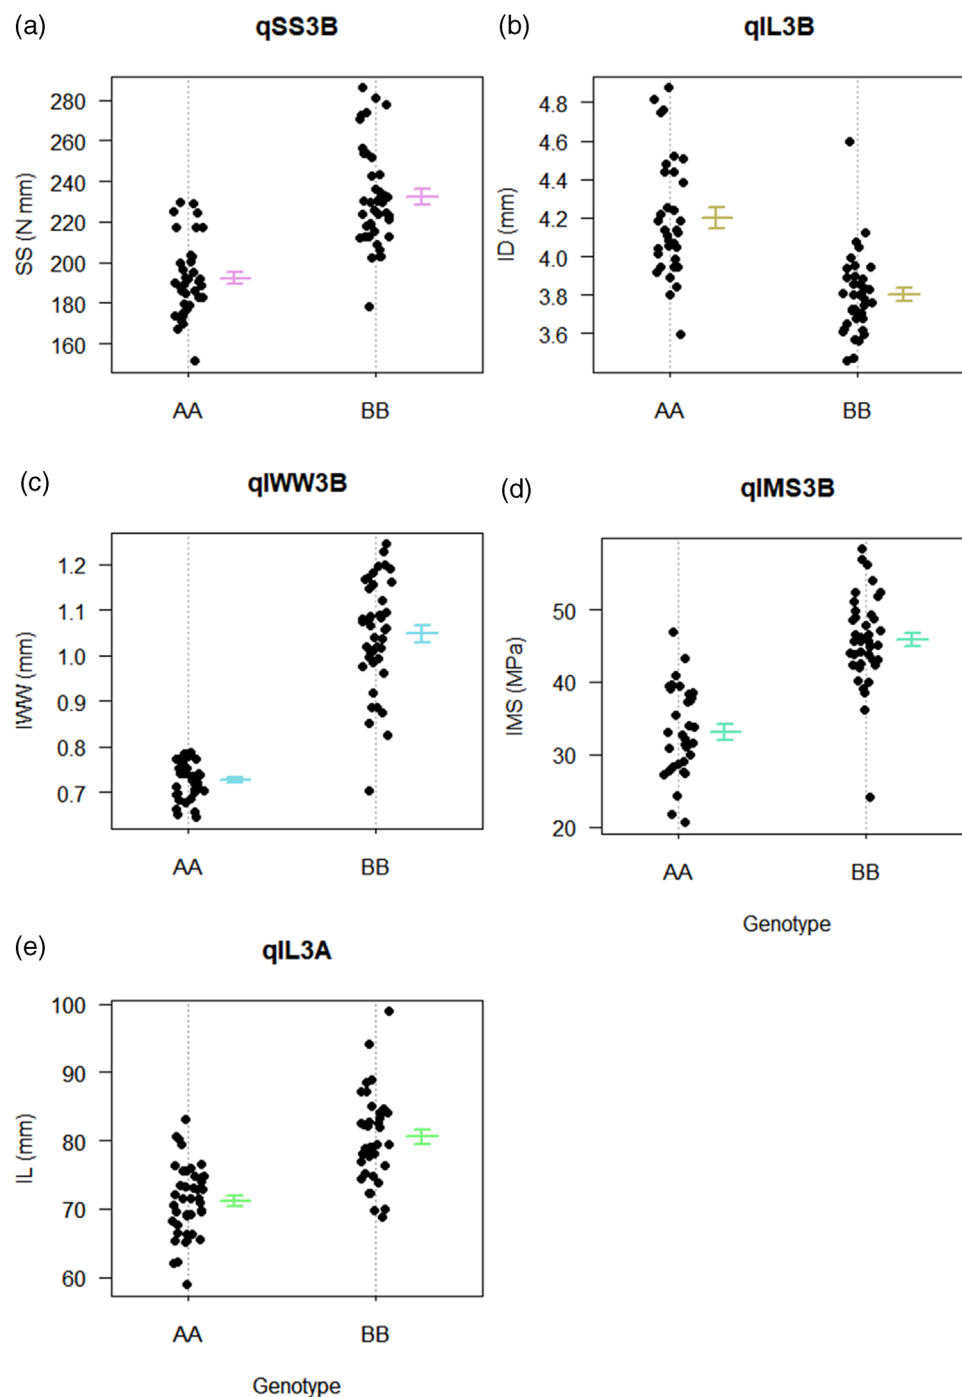 (a)
qSS3B
SS (N mm)
280
260
240
220
200
180
160
AA
BB
(b)
qIL3B
ID (mm)
4.8
4.6
4.4
4.2
4.0
3.8
3.6
AA
BB
(c)
qIWW3B
IWW (mm)
1.2
1.1
1.0
0.9
0.8
0.7
AA
BB
(d)
qIMS3B
IMS (MPa)
50
40
30
20
AA
BB
Genotype
(e)
qIL3A
IL (mm)
100
90
80
70
60
AA
BB
Genotype